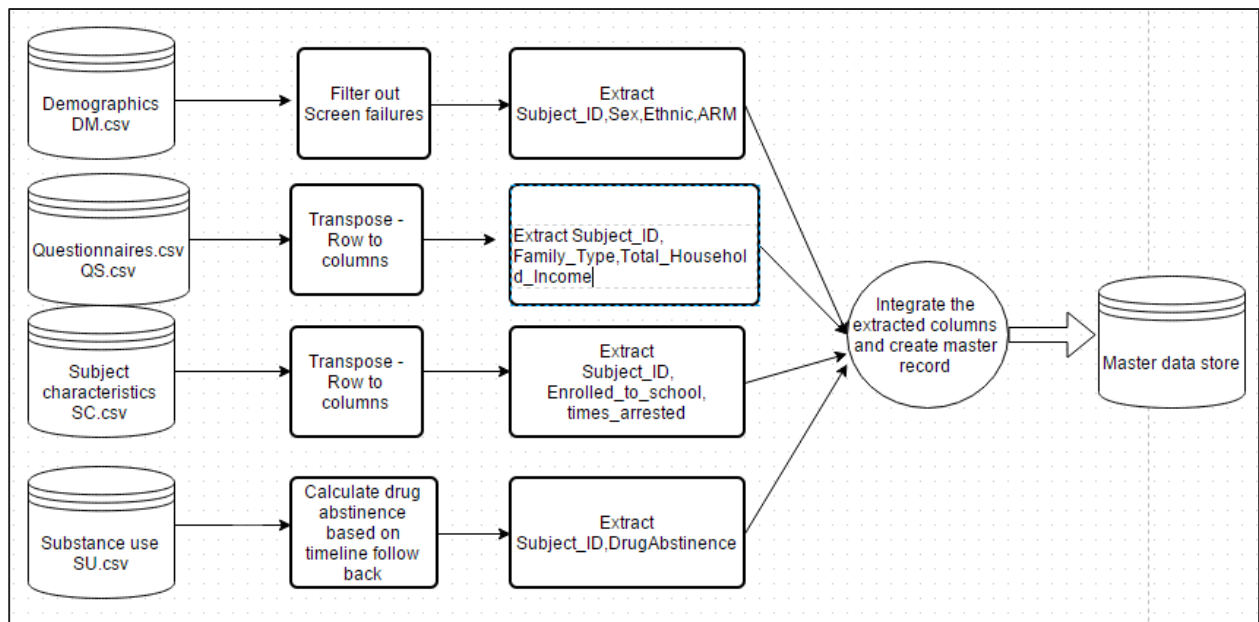 Demographics
DM.csv
Filter out
Screen failures
Extract
Subject_ID,Sex,Ethnic,ARM
Questionnaires.csv
QS.csv
Transpose -
Row to
columns
Extract Subject_ID,
Family_Type,Total_Househol
d_Income
Subject
characteristics
SC.csv
Transpose -
Row to
columns
Extract
Subject_ID,
Enrolled_to_school,
times_arrested
Substance use
SU.csv
Calculate drug
abstinence
based on
timeline follow
back
Extract
Subject_ID,DrugAbstinence
Integrate the
extracted columns
and create master
record
Master data store